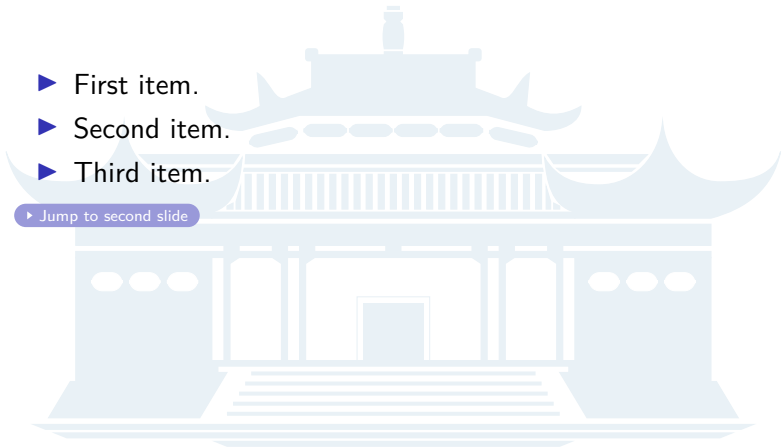 First item.
Second item.
Third item.
Jump to second slide